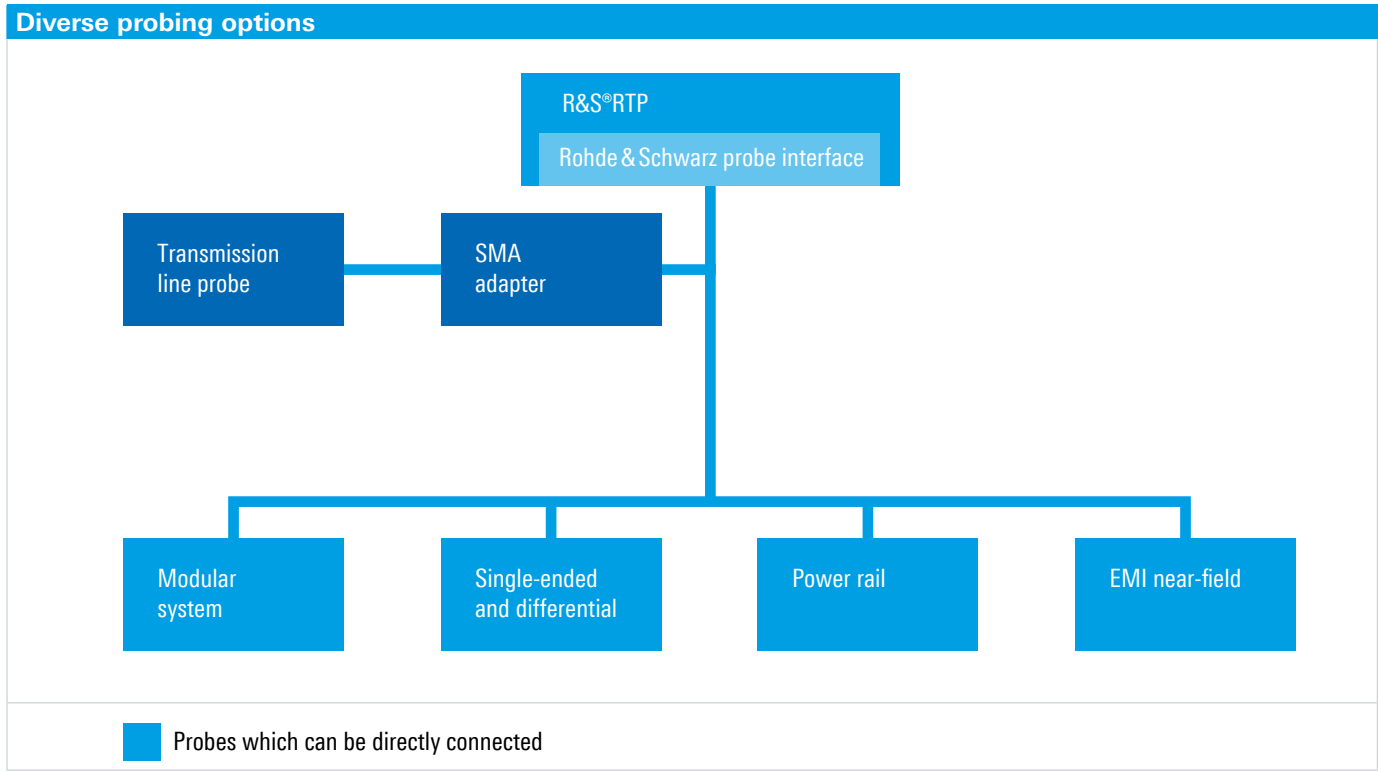 Diverse probing options
R&S®RTP
Rohde & Schwarz probe interface
Transmission
line probe
SMA
adapter
Modular
system
Single-ended
and differential
Power rail
EMI near-field
Probes which can be directly connected